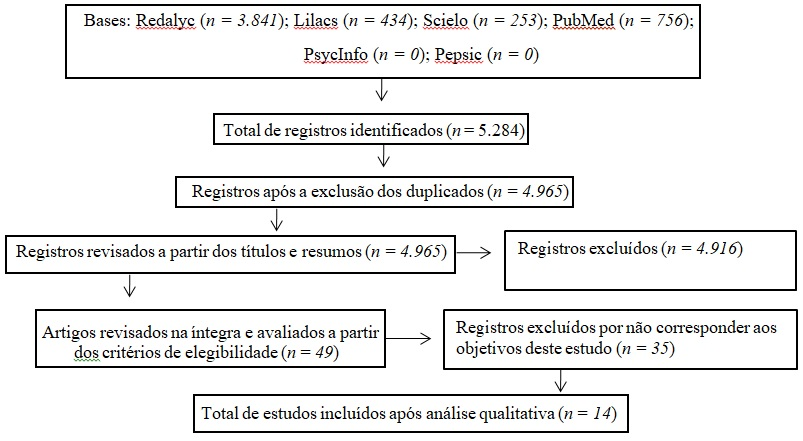 Bases: Redalyc (n = 3.841); Lilacs (n = 434); Scielo (n = 253); PubMed (n = 756);
PsycInfo (n = 0); Pepsic (n = 0)
Total de registros identificados (n = 5.284)
Registros após a exclusão dos duplicados (n = 4.965)
Registros revisados a partir dos títulos e resumos (n = 4.965)
Registros excluídos (n = 4.916)
Artigos revisados na íntegra e avaliados a partir
dos critérios de elegibilidade (n = 49)
Registros excluídos por não corresponder aos
objetivos deste estudo (n = 35)
Total de estudos incluídos após análise qualitativa (n = 14)